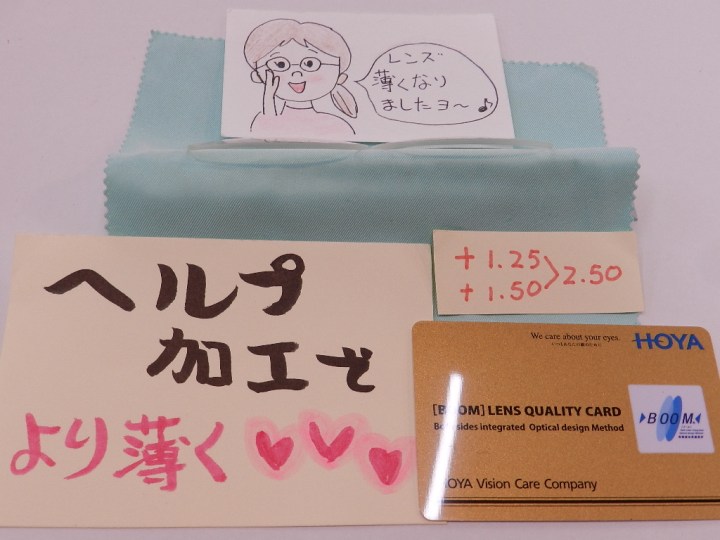 レンズ
薄くなり
ましたヨ～♪
+1.25
+1.50 > 2.50
ヘルプ
加工で
より薄く
We care about your eyes.
HOYA
[BOOM] LENS QUALITY CARD
Both sides integrated Optical design Method
BOOM
HOYA Vision Care Company